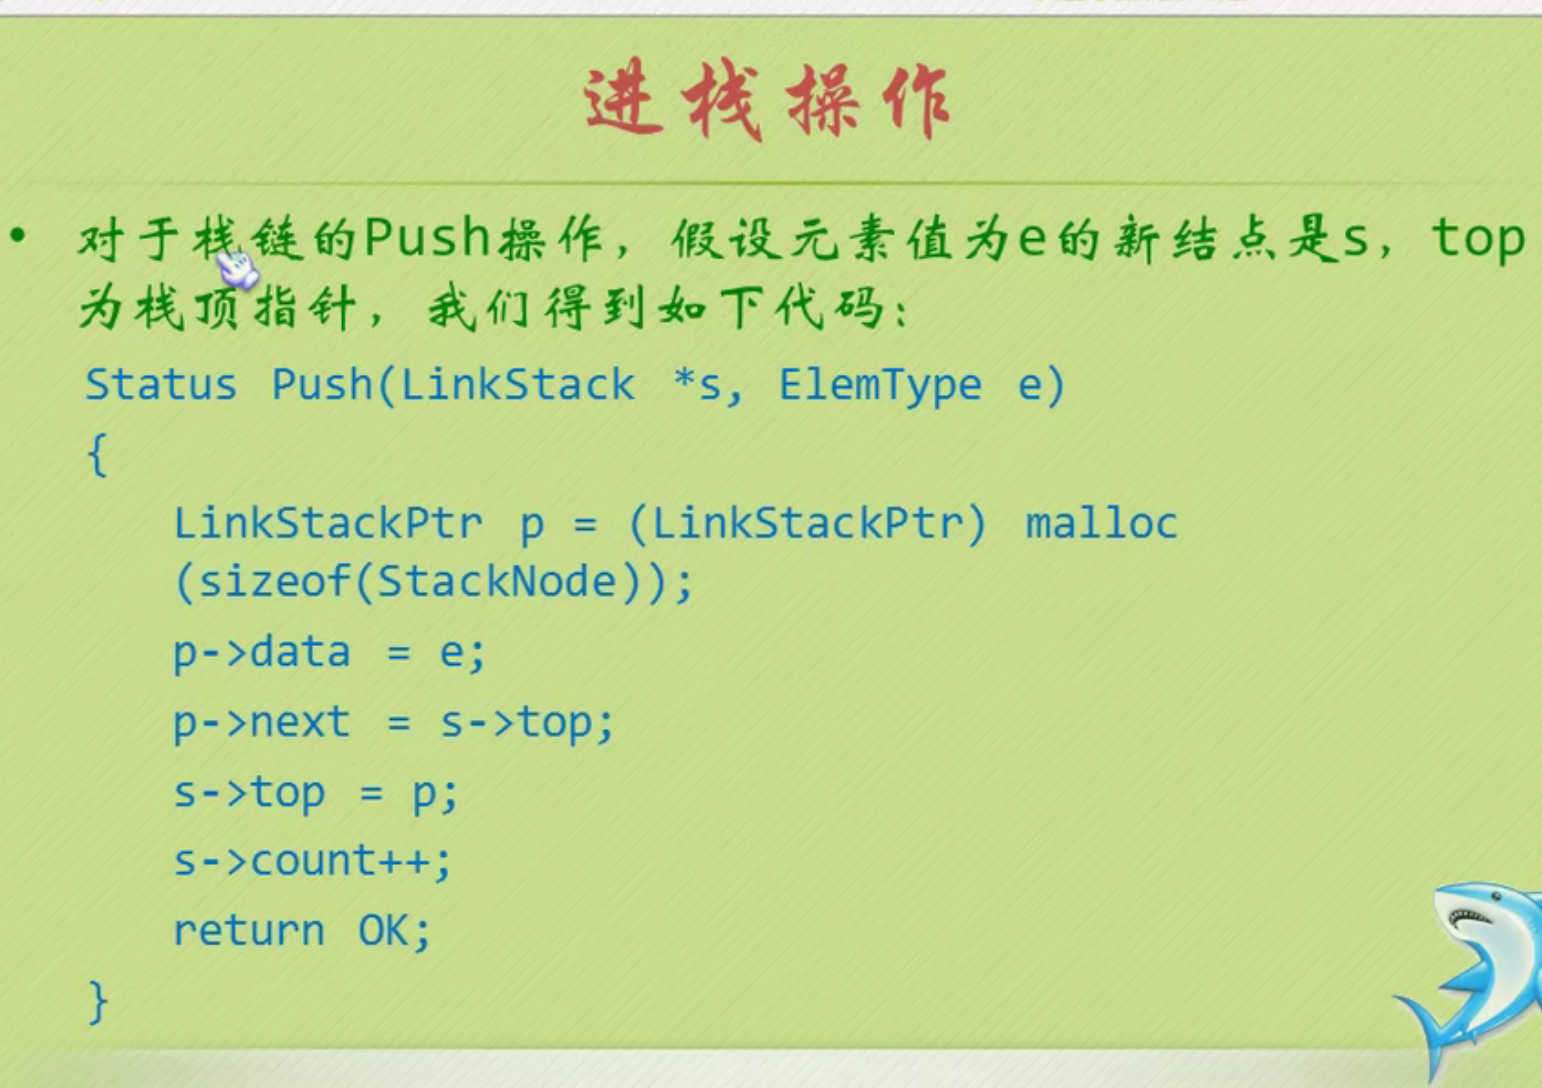 进栈操作
• 对于栈链的Push操作，假设元素值为e的新结点是s，top
为栈顶指针，我们得到如下代码：
Status Push(LinkStack *s, ElemType e)
{
LinkStackPtr p = (LinkStackPtr) malloc
(sizeof(StackNode));
p->data = e;
p->next = s->top;
s->top = p;
s->count++;
return OK;
}